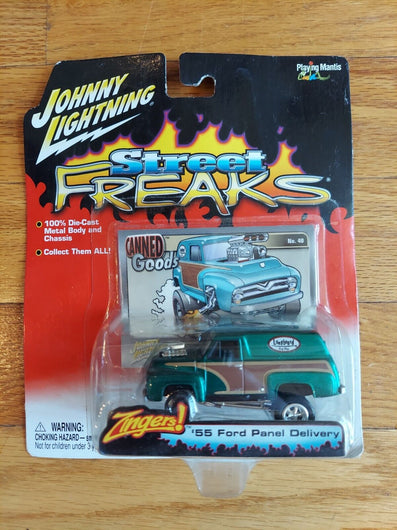 JOHNNY
LIGHTNING®
Playing Mantis
Street
FREAKS®
• 100% Die-Cast
Metal Body and
Chassis
• Collect Them ALL!
CANNED
Goods
No. 40
Zingers!
'55 Ford Panel Delivery
WARNING:
CHOKING HAZARD
Not for children under 3